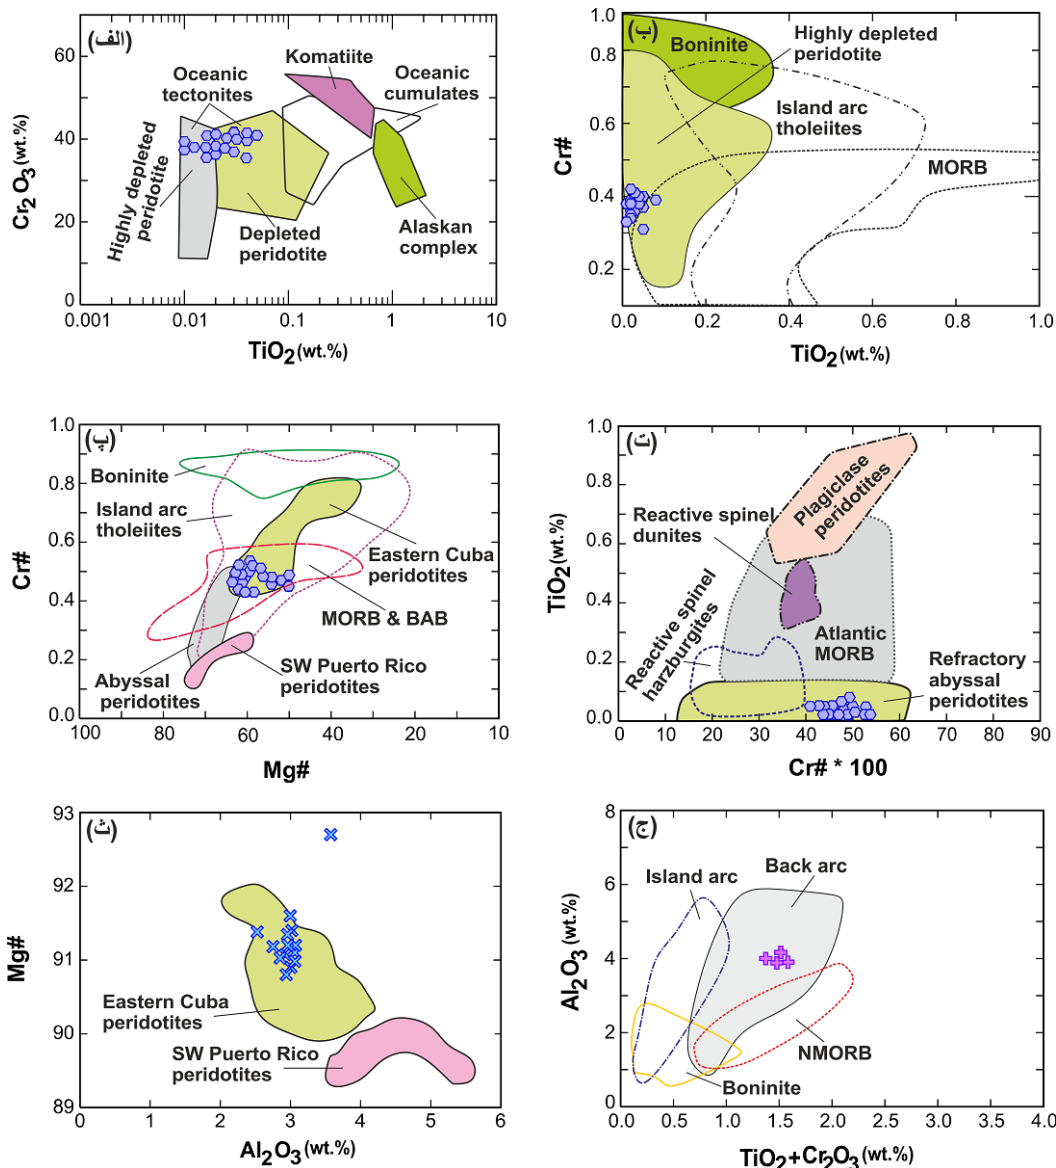 (الف)
60
40
20
0
Cr2O3 (wt.%)
Oceanic
tectonites
Komatiite
Oceanic
cumulates
Highly depleted
peridotite
Depleted
peridotite
Alaskan
complex
0.001
0.01
0.1
1
10
TiO2 (wt.%)
(ب)
1.0
0.8
0.6
0.4
0.2
Cr#
Boninite
Highly depleted
peridotite
Island arc
tholeiites
MORB
0.0
0.2
0.4
0.6
0.8
1.0
TiO2 (wt.%)
(پ)
1.0
0.8
0.6
0.4
0.2
0.0
Cr#
Boninite
Island arc
tholeiites
Eastern Cuba
peridotites
MORB & BAB
Abyssal
peridotites
SW Puerto Rico
peridotites
100
80
60
40
20
10
Mg#
(ت)
1.0
0.8
0.6
0.4
0.2
0.0
TiO2 (wt.%)
Plagiclase
peridotites
Reactive spinel
dunites
Reactive spinel
harzburgites
Atlantic
MORB
Refractory
abyssal
peridotites
0
20
40
60
80
90
Cr# * 100
(ث)
93
92
91
90
89
Mg#
Eastern Cuba
peridotites
SW Puerto Rico
peridotites
0
1
2
3
4
5
6
Al2O3 (wt.%)
(ج)
8
6
4
2
0
Al2O3 (wt.%)
Island arc
Back arc
NMORB
Boninite
0.0
0.5
1.0
1.5
2.0
2.5
3.0
1.5
4.0
TiO2+Cr2O3 (wt.%)